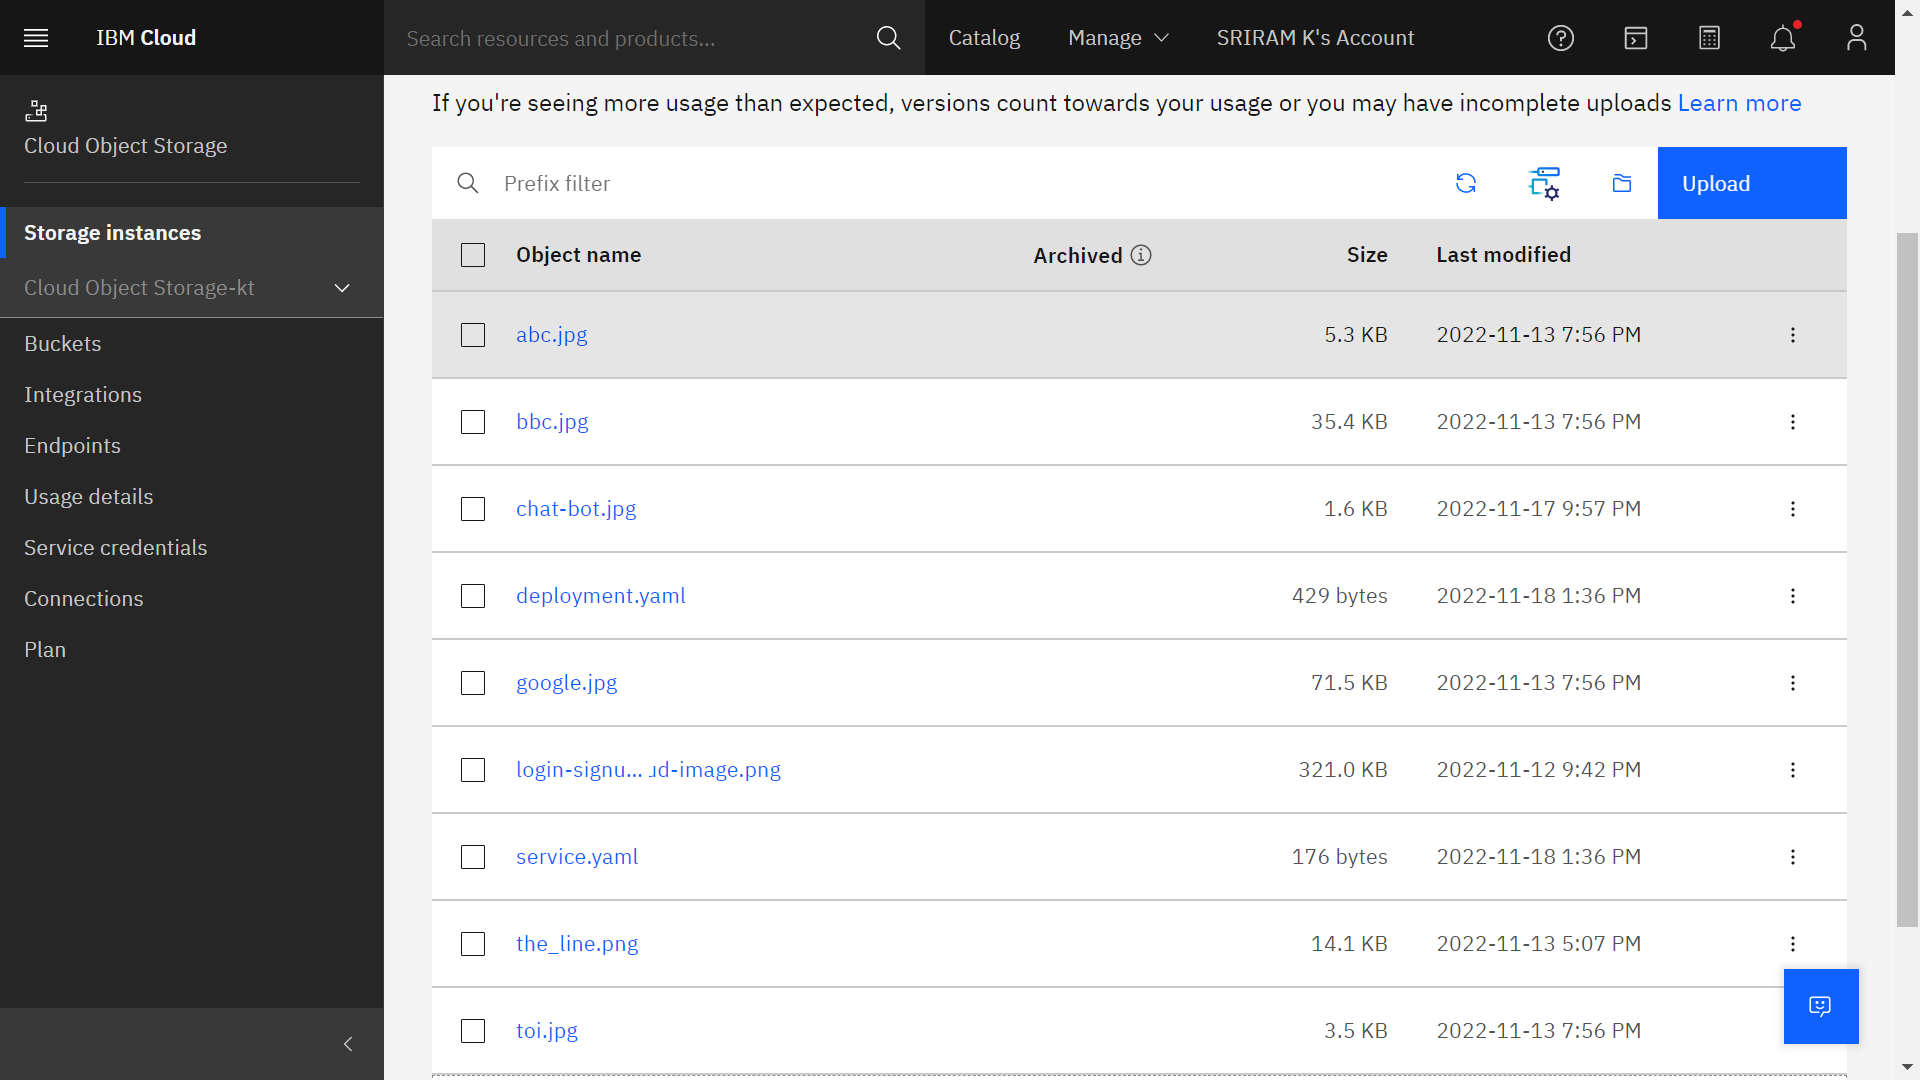 IBM Cloud
Search resources and products...
Catalog
Manage
SRIRAM K's Account
Cloud Object Storage
Storage instances
Cloud Object Storage-kt
Buckets
Integrations
Endpoints
Usage details
Service credentials
Connections
Plan
If you're seeing more usage than expected, versions count towards your usage or you may have incomplete uploads Learn more
Prefix filter
Upload
Object name Archived Size Last modified
abc.jpg 5.3 KB 2022-11-13 7:56 PM
bbc.jpg 35.4 KB 2022-11-13 7:56 PM
chat-bot.jpg 1.6 KB 2022-11-17 9:57 PM
deployment.yaml 429 bytes 2022-11-18 1:36 PM
google.jpg 71.5 KB 2022-11-13 7:56 PM
login-signu... ud-image.png 321.0 KB 2022-11-12 9:42 PM
service.yaml 176 bytes 2022-11-18 1:36 PM
the_line.png 14.1 KB 2022-11-13 5:07 PM
toi.jpg 3.5 KB 2022-11-13 7:56 PM